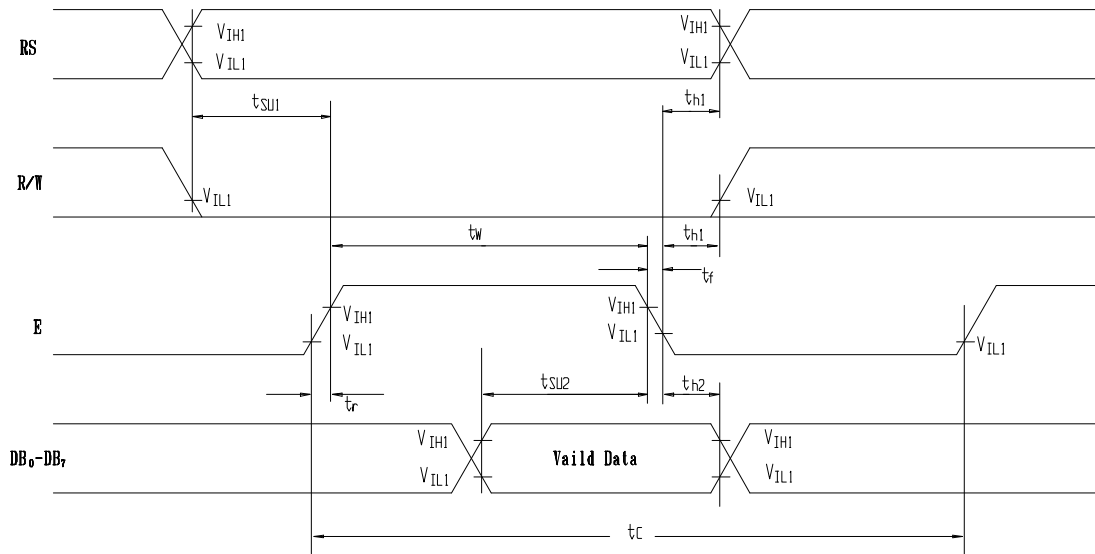 RS
VIH1
VIL1
VIH1
VIL1
tSU1
th1
R/W
VIL1
VIL1
tW
th1
tf
E
VIH1
VIL1
VIH1
VIL1
VIL1
tSU2
th2
tr
DB0-DB7
VIH1
VIL1
Vaild Data
VIH1
VIL1
tC